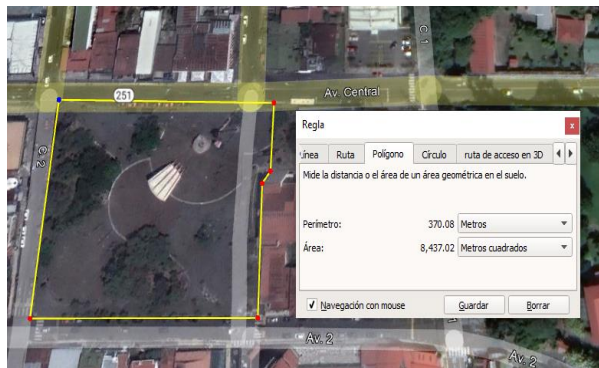 C. 1
251
Av. Central
C. 2
Regla
x
Línea Ruta Polígono Círculo ruta de acceso en 3D
Mide la distancia o el área de un área geométrica en el suelo.
Perímetro: 370.08 Metros
Área: 8,437.02 Metros cuadrados
Navegación con mouse Guardar Borrar
1
Av. 2
Av. 2